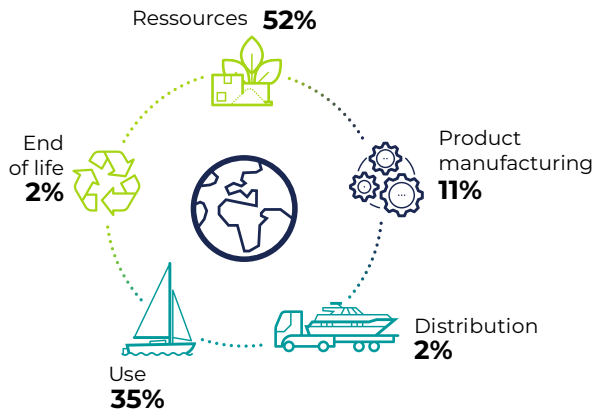 Ressources 52%
Product
manufacturing
11%
Distribution
2%
Use
35%
End
of life
2%